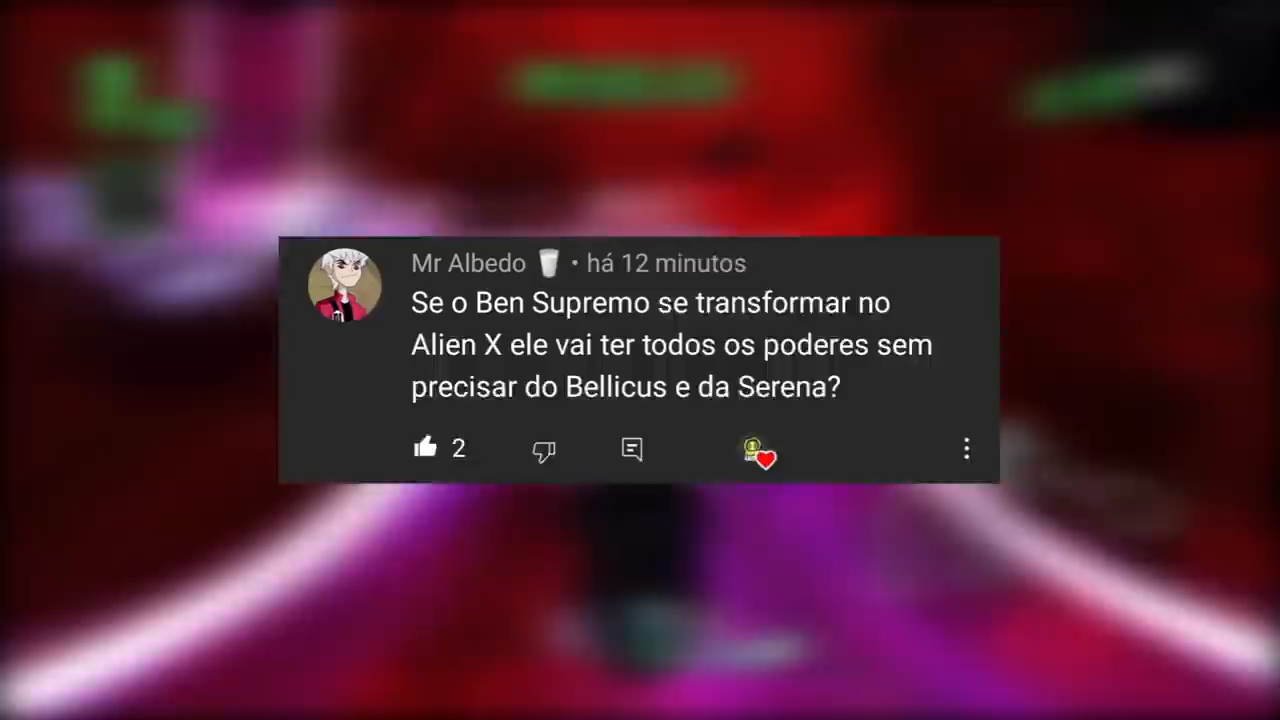 Mr Albedo 🥛 • há 12 minutos
Se o Ben Supremo se transformar no
Alien X ele vai ter todos os poderes sem
precisar do Bellicus e da Serena?
2